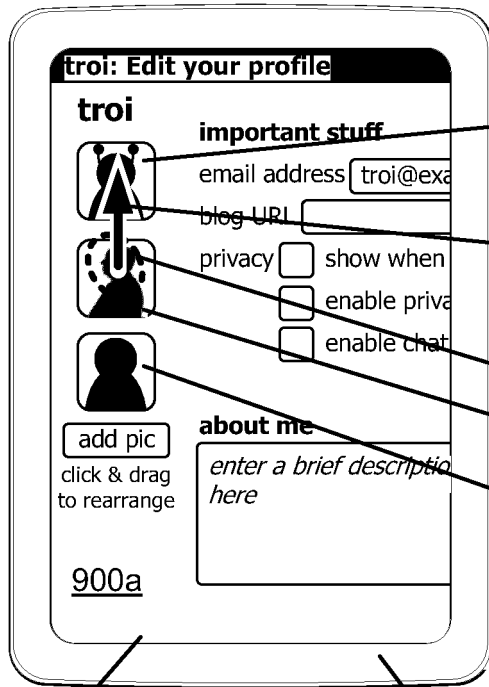 troi: Edit your profile
troi
important stuff
email address troi@exa
blog URL
privacy show when
enable priva
enable chat
add pic
click & drag
to rearrange
about me
enter a brief descriptio
here
900a